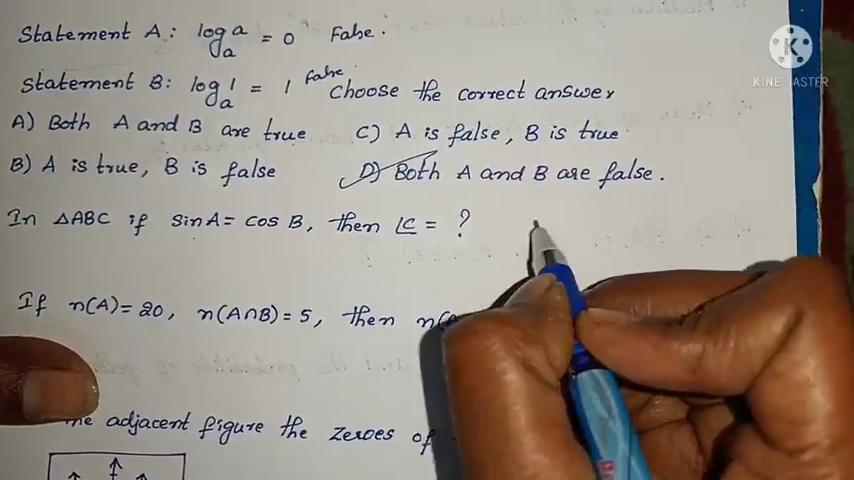 Statement A: log_a a = 0 False.
Statement B: log_a 1 = 1 False Choose the correct answer
A) Both A and B are true C) A is false, B is true
B) A is true, B is false D) Both A and B are false.
In ΔABC if sin A = cos B, then ∠C = ?
If n(A) = 20, n(A∩B) = 5, then n(
adjacent figure the zeroes of
K
KINEMASTER